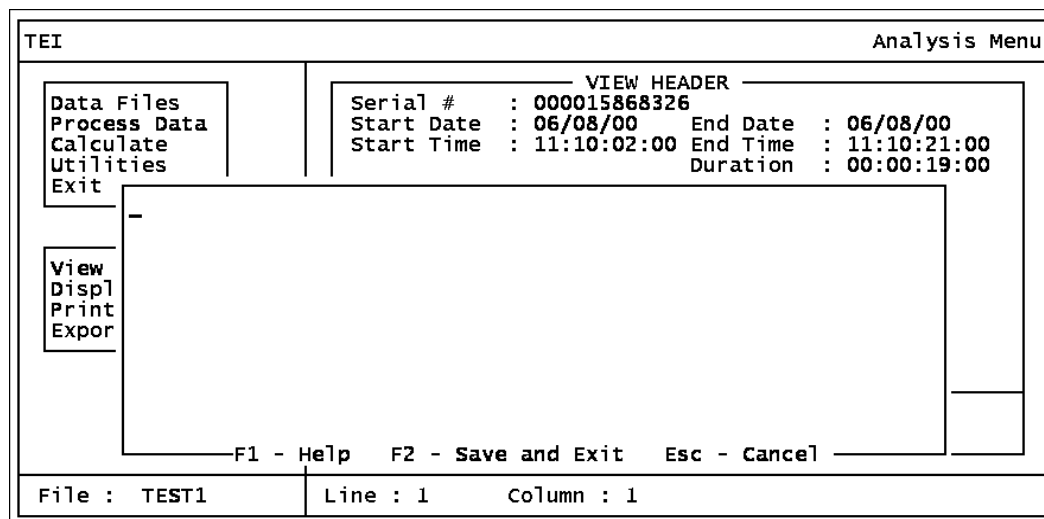 TEI Analysis Menu
VIEW HEADER
Data Files
Process Data
Calculate
Utilities
Exit
Serial # : 000015868326
Start Date : 06/08/00 End Date : 06/08/00
Start Time : 11:10:02:00 End Time : 11:10:21:00
Duration : 00:00:19:00
View
Displ
Print
Expor
F1 - Help F2 - Save and Exit Esc - Cancel
File : TEST1 Line : 1 Column : 1